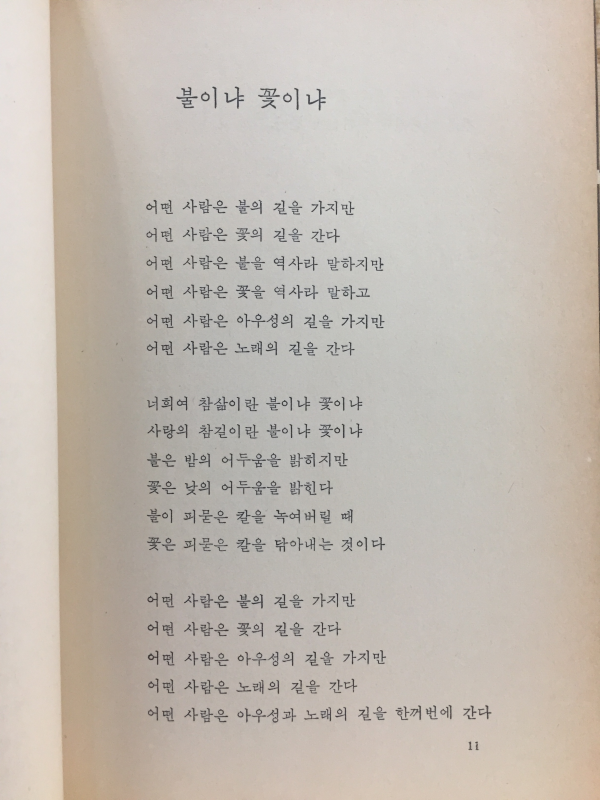 불이냐 꽃이냐
어떤 사람은 불의 길을 가지만
어떤 사람은 꽃의 길을 간다
어떤 사람은 불을 역사라 말하지만
어떤 사람은 꽃을 역사라 말하고
어떤 사람은 아우성의 길을 가지만
어떤 사람은 노래의 길을 간다
너희여 참삶이란 불이냐 꽃이냐
사랑의 참길이란 불이냐 꽃이냐
불은 밤의 어두움을 밝히지만
꽃은 낮의 어두움을 밝힌다
불이 피묻은 칼을 녹여버릴 때
꽃은 피묻은 칼을 닦아내는 것이다
어떤 사람은 불의 길을 가지만
어떤 사람은 꽃의 길을 간다
어떤 사람은 아우성의 길을 가지만
어떤 사람은 노래의 길을 간다
어떤 사람은 아우성과 노래의 길을 한꺼번에 간다
11